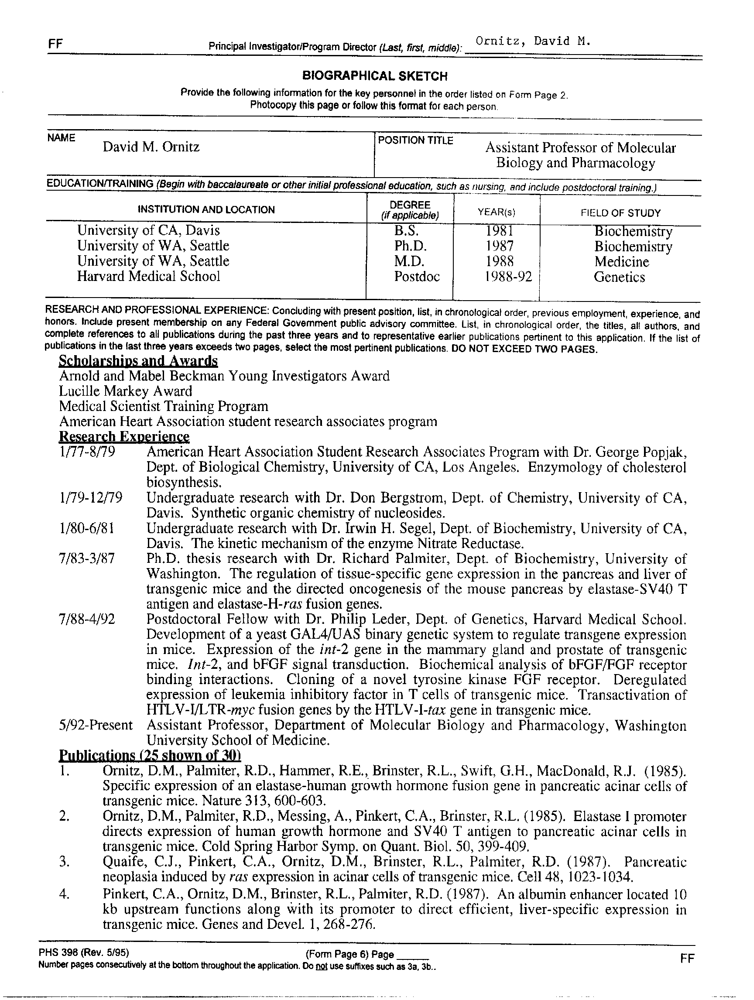 FF
Principal Investigator/Program Director (Last, first, middle): Ornitz, David M.
BIOGRAPHICAL SKETCH
Provide the following information for the key personnel in the order listed on Form Page 2.
Photocopy this page or follow this format for each person.
NAME
David M. Ornitz
POSITION TITLE
Assistant Professor of Molecular
Biology and Pharmacology
EDUCATION/TRAINING (Begin with baccalaureate or other initial professional education, such as nursing, and include postdoctoral training.)
INSTITUTION AND LOCATION DEGREE (if applicable) YEAR(s) FIELD OF STUDY
University of CA, Davis B.S. 1981 Biochemistry
University of WA, Seattle Ph.D. 1987 Biochemistry
University of WA, Seattle M.D. 1988 Medicine
Harvard Medical School Postdoc 1988-92 Genetics
RESEARCH AND PROFESSIONAL EXPERIENCE: Concluding with present position, list, in chronological order, previous employment, experience, and
honors. Include present membership on any Federal Government public advisory committee. List, in chronological order, the titles, all authors, and
complete references to all publications during the past three years and to representative earlier publications pertinent to this application. If the list of
publications in the last three years exceeds two pages, select the most pertinent publications. DO NOT EXCEED TWO PAGES.
Scholarships and Awards
Arnold and Mabel Beckman Young Investigators Award
Lucille Markey Award
Medical Scientist Training Program
American Heart Association student research associates program
Research Experience
1/77-8/79 American Heart Association Student Research Associates Program with Dr. George Popjak,
Dept. of Biological Chemistry, University of CA, Los Angeles. Enzymology of cholesterol
biosynthesis.
1/79-12/79 Undergraduate research with Dr. Don Bergstrom, Dept. of Chemistry, University of CA,
Davis. Synthetic organic chemistry of nucleosides.
1/80-6/81 Undergraduate research with Dr. Irwin H. Segel, Dept. of Biochemistry, University of CA,
Davis. The kinetic mechanism of the enzyme Nitrate Reductase.
7/83-3/87 Ph.D. thesis research with Dr. Richard Palmiter, Dept. of Biochemistry, University of
Washington. The regulation of tissue-specific gene expression in the pancreas and liver of
transgenic mice and the directed oncogenesis of the mouse pancreas by elastase-SV40 T
antigen and elastase-H-ras fusion genes.
7/88-4/92 Postdoctoral Fellow with Dr. Philip Leder, Dept. of Genetics, Harvard Medical School.
Development of a yeast GAL4/UAS binary genetic system to regulate transgene expression
in mice. Expression of the int-2 gene in the mammary gland and prostate of transgenic
mice. Int-2, and bFGF signal transduction. Biochemical analysis of bFGF/FGF receptor
binding interactions. Cloning of a novel tyrosine kinase FGF receptor. Deregulated
expression of leukemia inhibitory factor in T cells of transgenic mice. Transactivation of
HTLV-I/LTR-myc fusion genes by the HTLV-I-tax gene in transgenic mice.
5/92-Present Assistant Professor, Department of Molecular Biology and Pharmacology, Washington
University School of Medicine.
Publications (25 shown of 30)
1. Ornitz, D.M., Palmiter, R.D., Hammer, R.E., Brinster, R.L., Swift, G.H., MacDonald, R.J. (1985).
Specific expression of an elastase-human growth hormone fusion gene in pancreatic acinar cells of
transgenic mice. Nature 313, 600-603.
2. Ornitz, D.M., Palmiter, R.D., Messing, A., Pinkert, C.A., Brinster, R.L. (1985). Elastase I promoter
directs expression of human growth hormone and SV40 T antigen to pancreatic acinar cells in
transgenic mice. Cold Spring Harbor Symp. on Quant. Biol. 50, 399-409.
3. Quaife, C.J., Pinkert, C.A., Ornitz, D.M., Brinster, R.L., Palmiter, R.D. (1987). Pancreatic
neoplasia induced by ras expression in acinar cells of transgenic mice. Cell 48, 1023-1034.
4. Pinkert, C.A., Ornitz, D.M., Brinster, R.L., Palmiter, R.D. (1987). An albumin enhancer located 10
kb upstream functions along with its promoter to direct efficient, liver-specific expression in
transgenic mice. Genes and Devel. 1, 268-276.
PHS 398 (Rev. 5/95) (Form Page 6) Page ______ FF
Number pages consecutively at the bottom throughout the application. Do not use suffixes such as 3a, 3b..